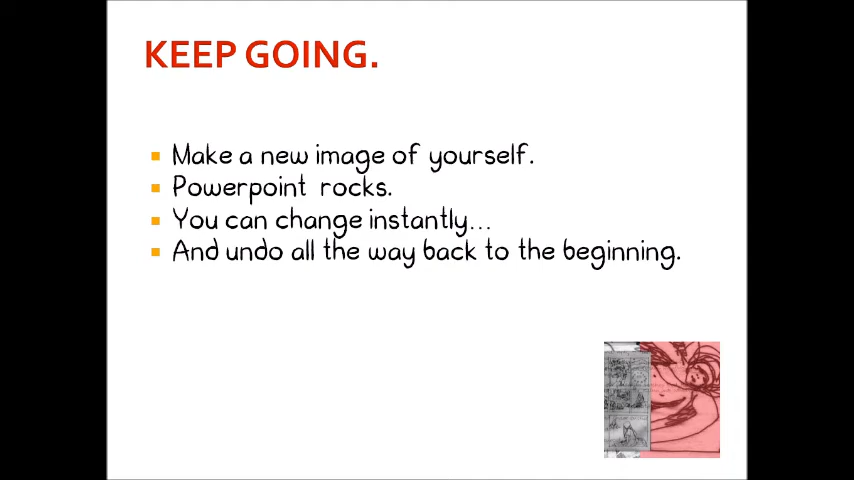 KEEP GOING.
Make a new image of yourself.
Powerpoint rocks.
You can change instantly...
And undo all the way back to the beginning.